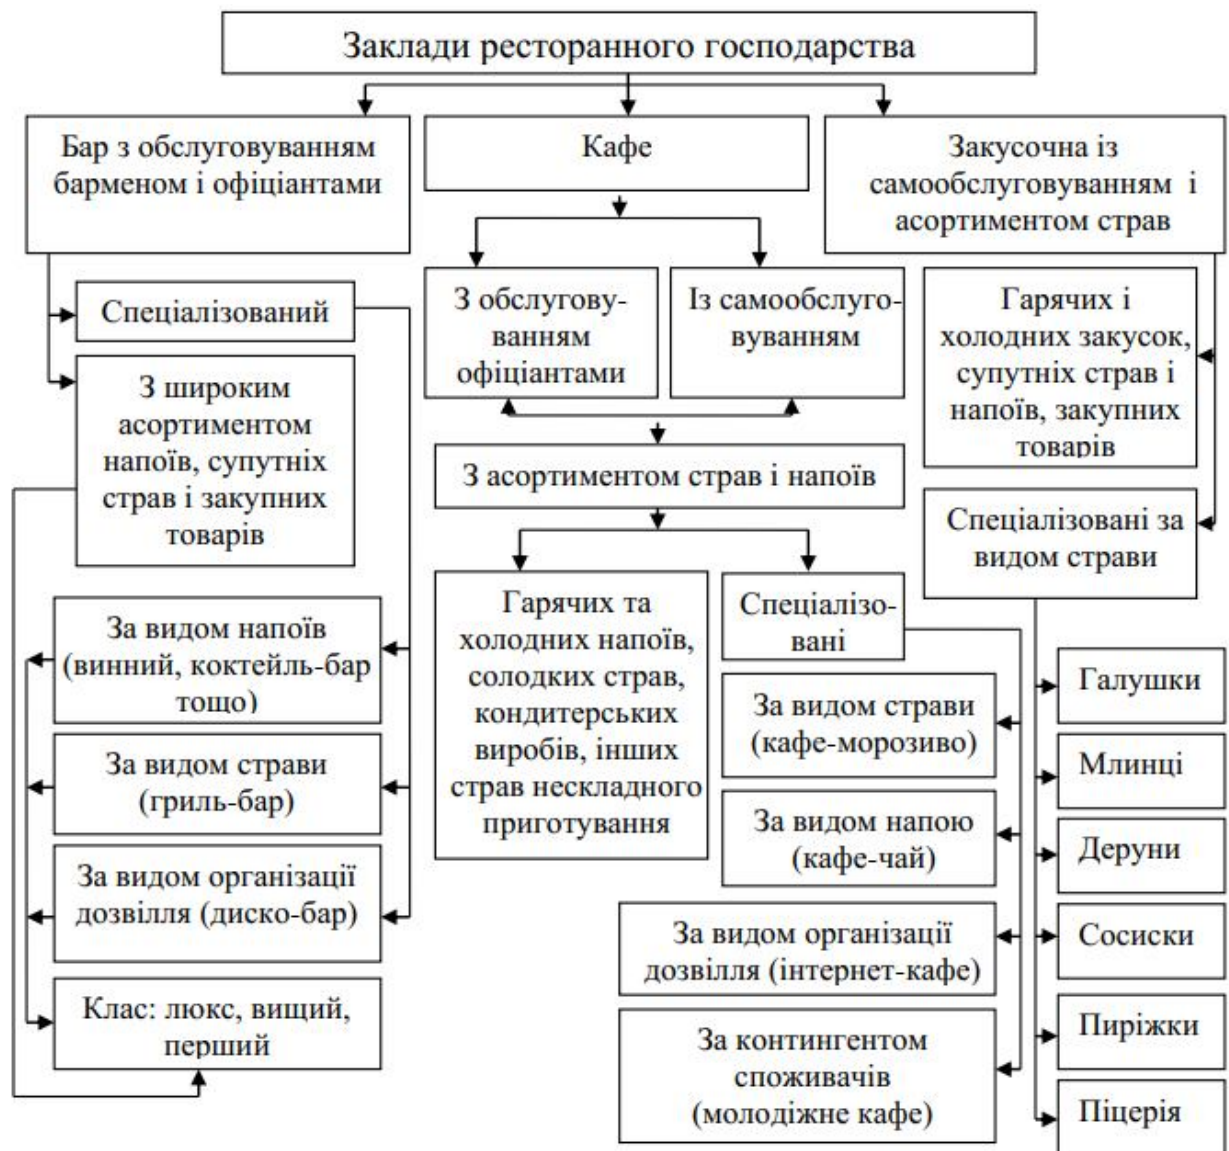 Заклади ресторанного господарства
Бар з обслуговуванням
барменом і офіціантами
Кафе
Закусочна із
самообслуговуванням і
асортиментом страв
Спеціалізований
З широким
асортиментом
напоїв, супутніх
страв і закупних
товарів
З обслугову-
ванням
офіціантами
Із самообслуго-
вуванням
Гарячих і
холодних закусок,
супутніх страв і
напоїв, закупних
товарів
З асортиментом страв і напоїв
Спеціалізовані за
видом страви
Гарячих та
холодних напоїв,
солодких страв,
кондитерських
виробів, інших
страв нескладного
приготування
Спеціалізо-
вані
За видом напоїв
(винний, коктейль-бар
тощо)
За видом страви
(гриль-бар)
За видом організації
дозвілля (диско-бар)
Клас: люкс, вищий,
перший
За видом страви
(кафе-морозиво)
За видом напою
(кафе-чай)
За видом організації
дозвілля (інтернет-кафе)
За контингентом
споживачів
(молодіжне кафе)
Галушки
Млинці
Деруни
Сосиски
Пиріжки
Піцерія